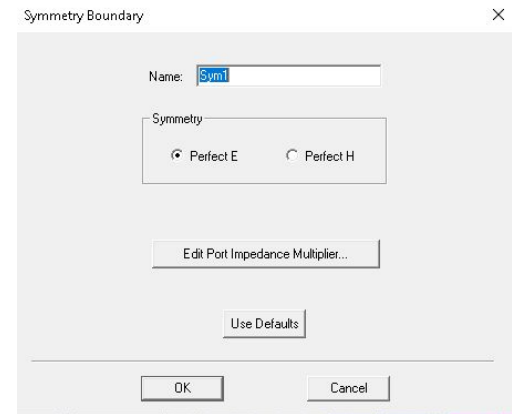 Symmetry Boundary
Name: Sym1
Symmetry
Perfect E Perfect H
Edit Port Impedance Multiplier...
Use Defaults
OK Cancel